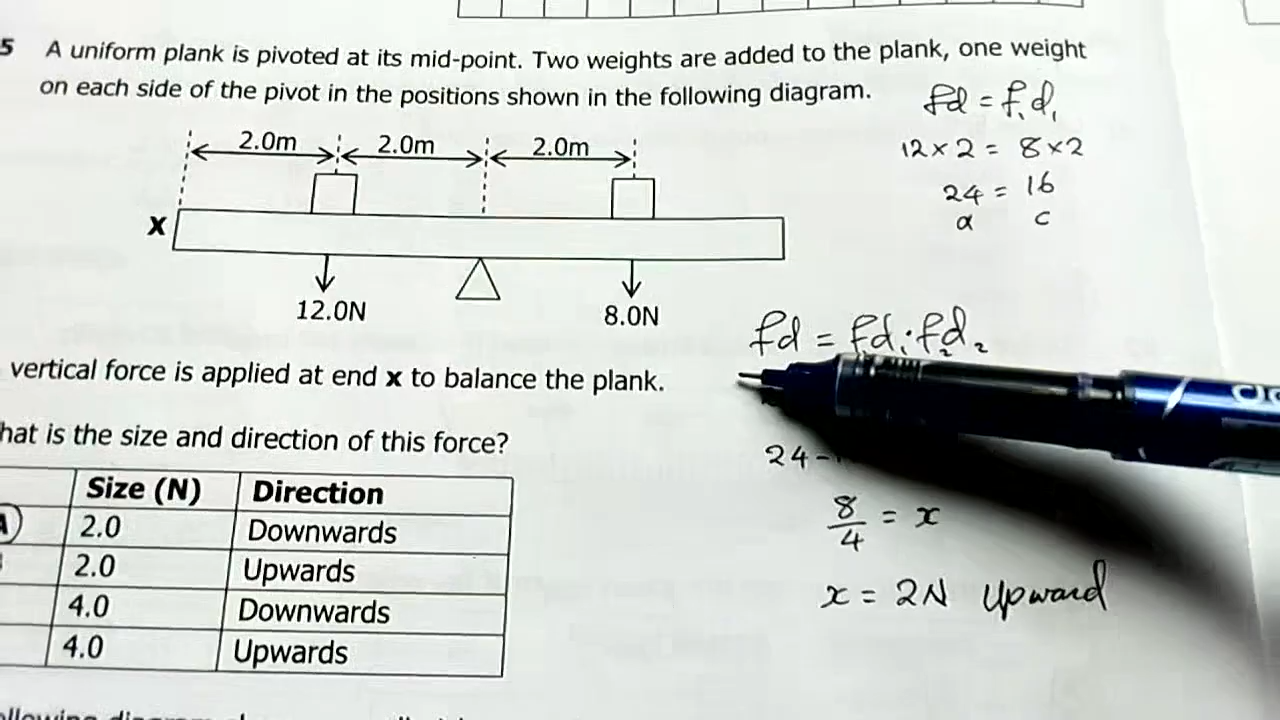 5 A uniform plank is pivoted at its mid-point. Two weights are added to the plank, one weight
on each side of the pivot in the positions shown in the following diagram.
fd = f₁d₁
12 × 2 = 8 × 2
24 = 16
a c
2.0m 2.0m 2.0m
x
12.0N 8.0N
fd = fd₁ · f₂d₂
vertical force is applied at end x to balance the plank.
hat is the size and direction of this force?
24 -
8/4 = x
x = 2N Upward
Size (N) Direction
A 2.0 Downwards
2.0 Upwards
4.0 Downwards
4.0 Upwards